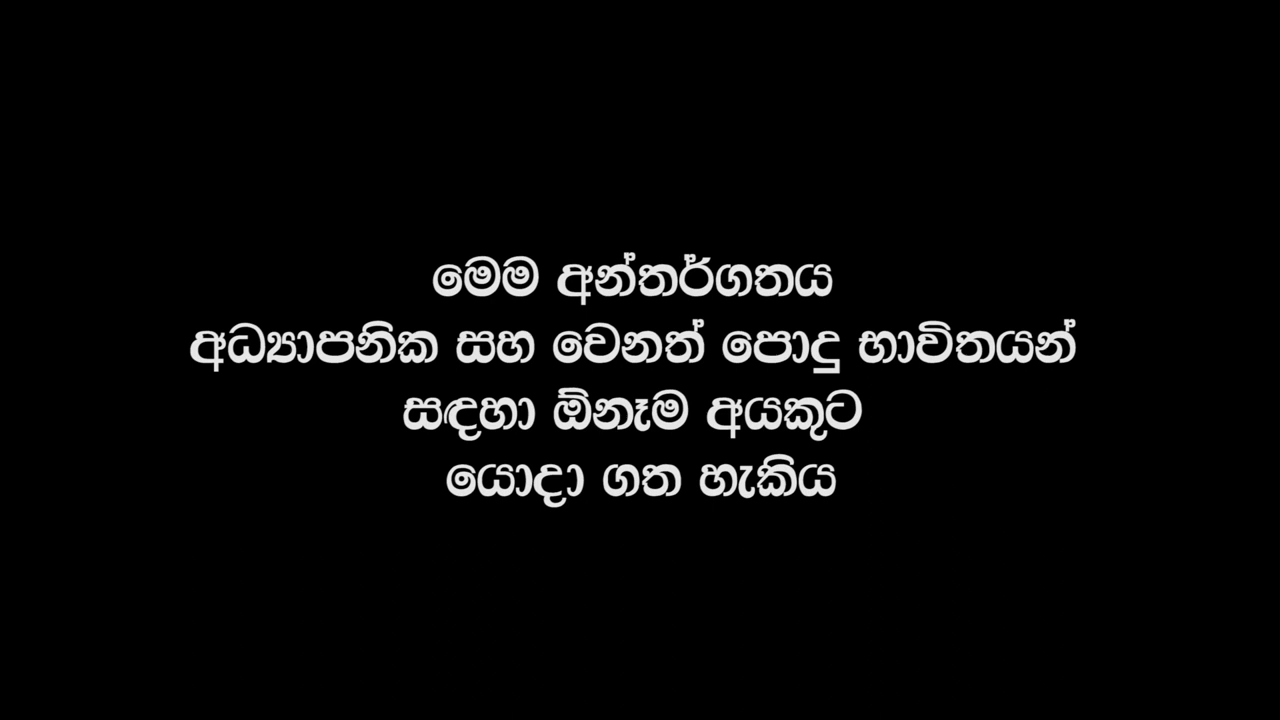 මෙම අන්තර්ගතය
අධ්‍යාපනික සහ වෙනත් පොදු භාවිතයන්
සඳහා ඕනෑම අයකුට
යොදා ගත හැකිය